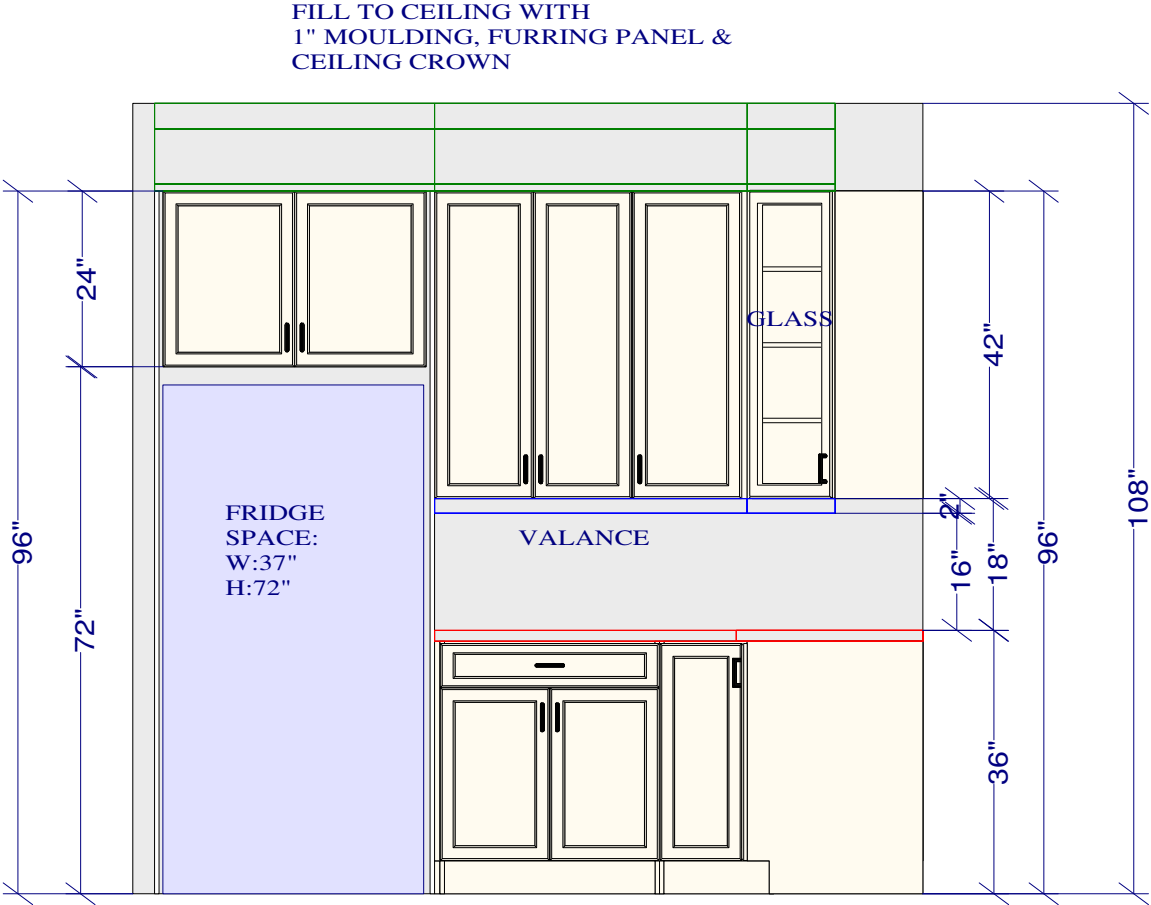 FILL TO CEILING WITH
1" MOULDING, FURRING PANEL &
CEILING CROWN
24"
GLASS
42"
96"
FRIDGE
SPACE:
W:37"
H:72"
VALANCE
2"
16"
18"
96"
108"
72"
36"